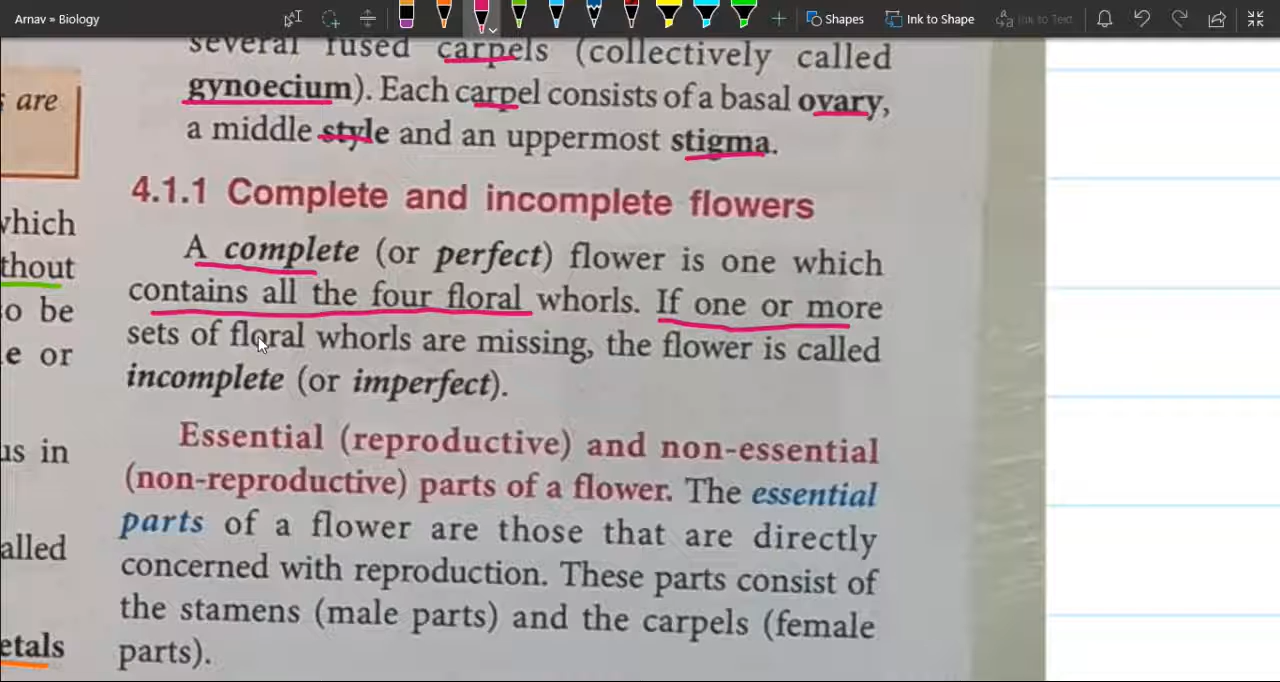 Arnav » Biology
Shapes
Ink to Shape
Ink to Text
several fused carpels (collectively called
gynoecium). Each carpel consists of a basal ovary,
a middle style and an uppermost stigma.
4.1.1 Complete and incomplete flowers
A complete (or perfect) flower is one which
contains all the four floral whorls. If one or more
sets of floral whorls are missing, the flower is called
incomplete (or imperfect).
Essential (reproductive) and non-essential
(non-reproductive) parts of a flower. The essential
parts of a flower are those that are directly
concerned with reproduction. These parts consist of
the stamens (male parts) and the carpels (female
parts).
are
which
thout
o be
e or
us in
alled
etals